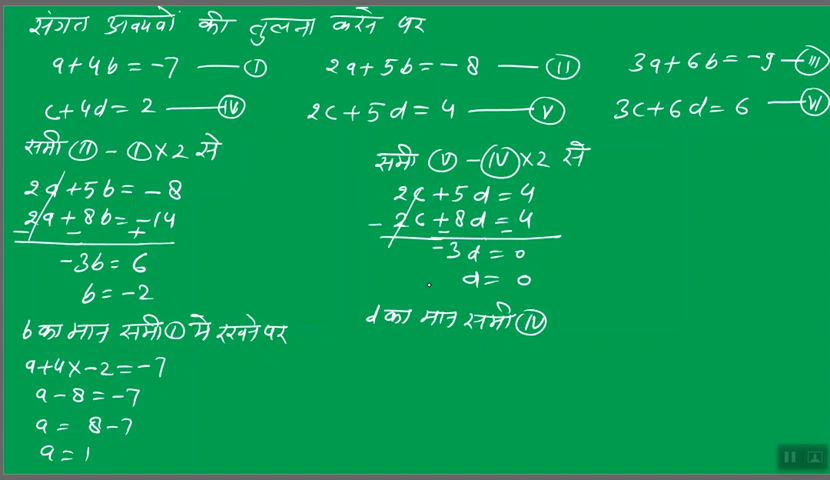 संगत अवयवों की तुलना करने पर
a+4b=-7 —— I 2a+5b=-8 —— II 3a+6b=-9 — III
c+4d=2 —— IV 2c+5d=4 —— V 3c+6d=6 — VI
समी II - I×2 से
2a+5b=-8
2a+8b=-14
- - +
-3b=6
b=-2
b का मान समी I मे रखने पर
a+4×-2=-7
a-8=-7
a= 8-7
a=1
समी V - IV×2 से
2c+5d=4
- 2c+8d=4
- -
-3d=0
d=0
d का मान समी IV